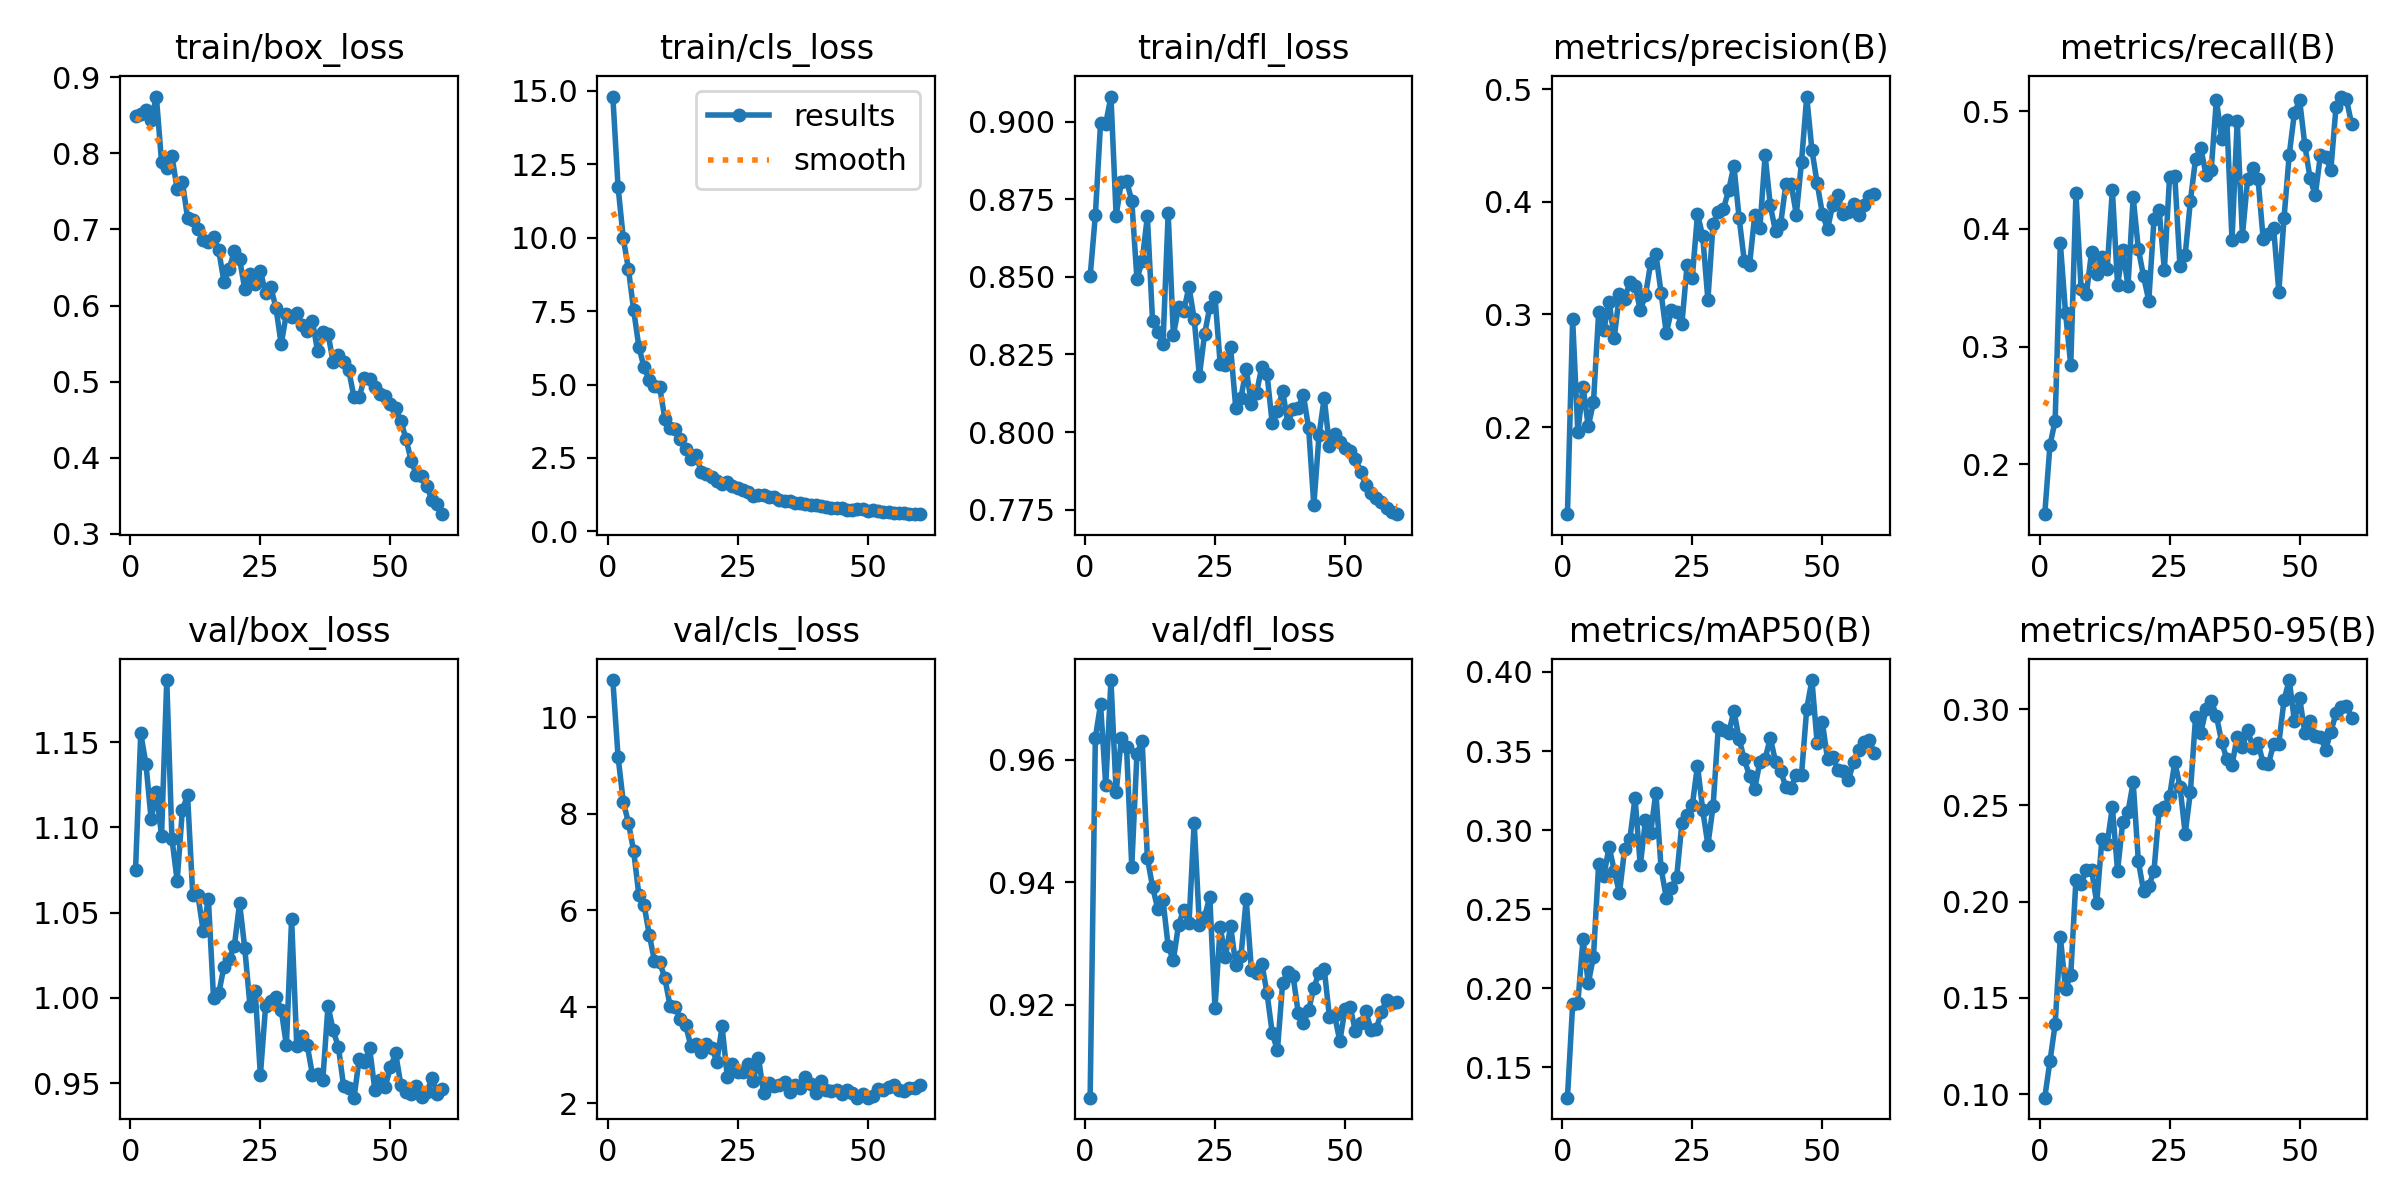 train/box_loss
0.9
0.8
0.7
0.6
0.5
0.4
0.3
0 25 50
train/cls_loss
15.0
12.5
10.0
7.5
5.0
2.5
0.0
results
smooth
0 25 50
train/dfl_loss
0.900
0.875
0.850
0.825
0.800
0.775
0 25 50
metrics/precision(B)
0.5
0.4
0.3
0.2
0 25 50
metrics/recall(B)
0.5
0.4
0.3
0.2
0 25 50
val/box_loss
1.15
1.10
1.05
1.00
0.95
0 25 50
val/cls_loss
10
8
6
4
2
0 25 50
val/dfl_loss
0.96
0.94
0.92
0 25 50
metrics/mAP50(B)
0.40
0.35
0.30
0.25
0.20
0.15
0 25 50
metrics/mAP50-95(B)
0.30
0.25
0.20
0.15
0.10
0 25 50